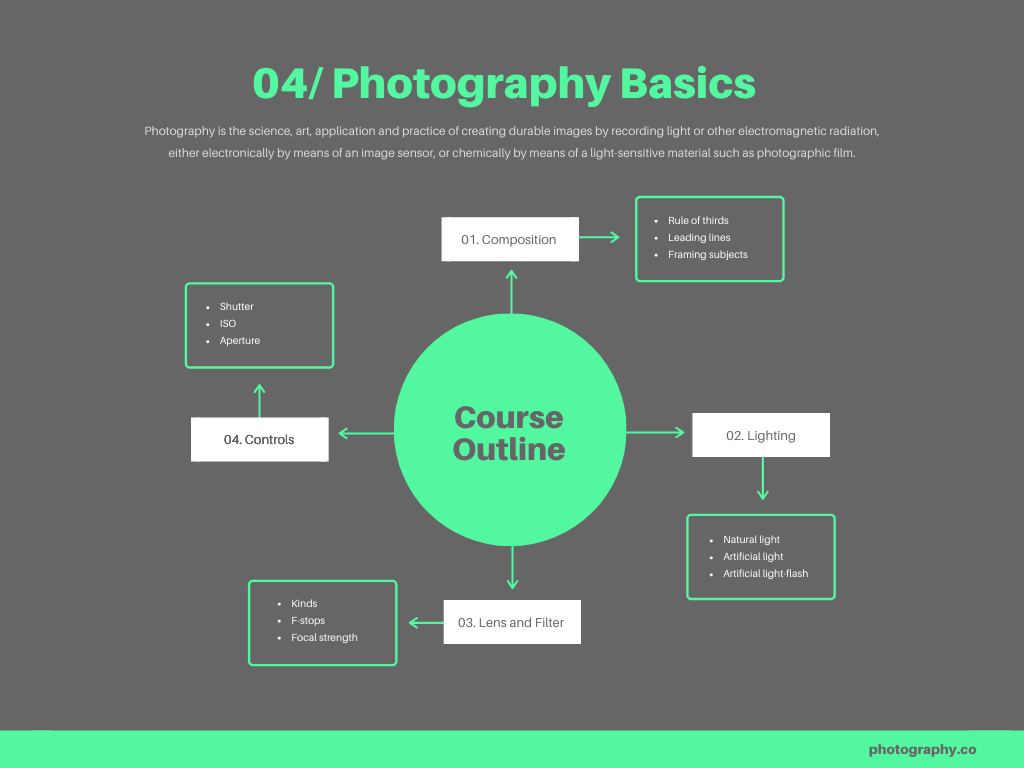 04/ Photography Basics
Photography is the science, art, application and practice of creating durable images by recording light or other electromagnetic radiation,
either electronically by means of an image sensor, or chemically by means of a light-sensitive material such as photographic film.
01. Composition
• Rule of thirds
• Leading lines
• Framing subjects
• Shutter
• ISO
• Aperture
04. Controls
Course
Outline
02. Lighting
• Natural light
• Artificial light
• Artificial light-flash
• Kinds
• F-stops
• Focal strength
03. Lens and Filter
photography.co